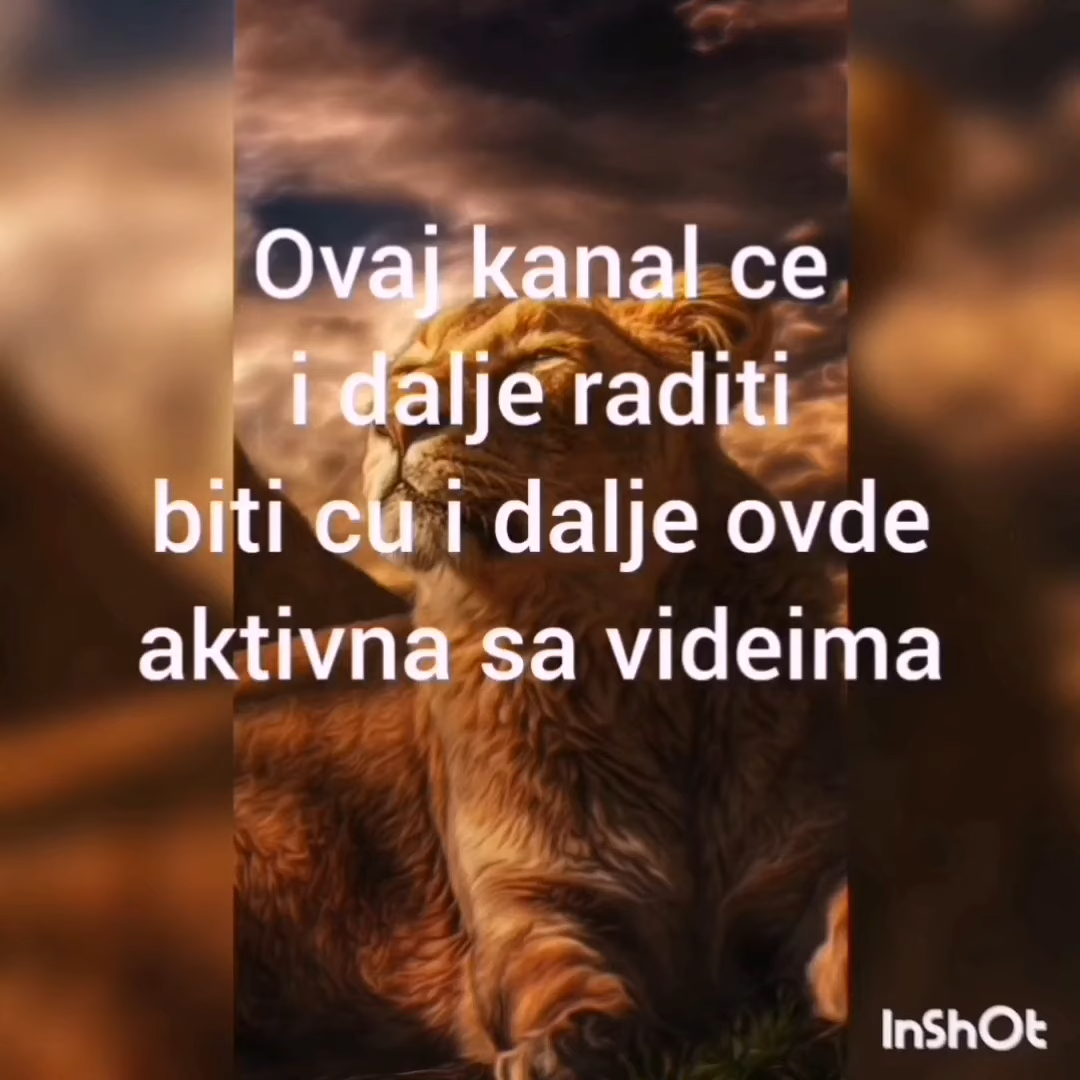 Ovaj kanal ce
i dalje raditi
biti cu i dalje ovde
aktivna sa videima
InShOt